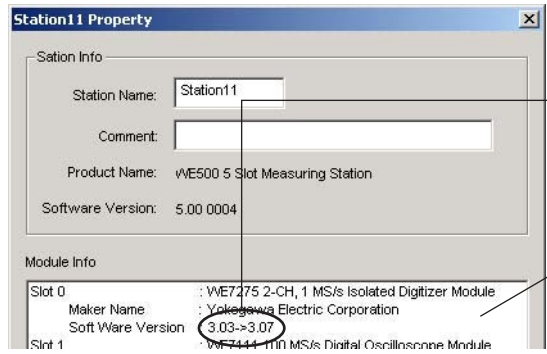 Station11 Property
Sation Info
Station Name: Station11
Comment:
Product Name: WE500 5 Slot Measuring Station
Software Version: 5.00 0004
Module Info
Slot 0 : WE7275 2-CH, 1 MS/s Isolated Digitizer Module
Maker Name : Yokogawa Electric Corporation
Soft Ware Version 3.03->3.07
Slot 1 : WE7111 100 MS/s Digital Oscilloscope Module